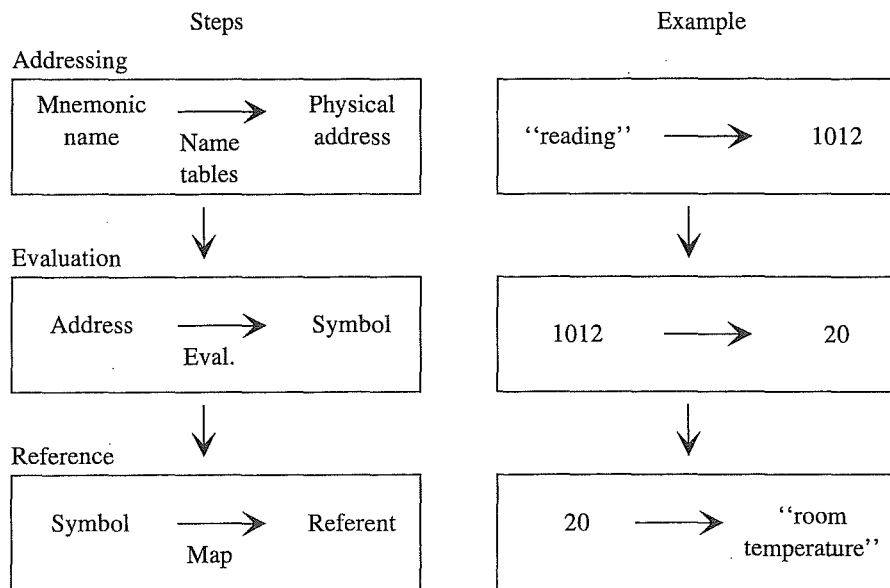 Steps
Example
Addressing
Mnemonic name
Name tables
Physical address
‘‘reading’’
1012
Evaluation
Address
Eval.
Symbol
1012
20
Reference
Symbol
Map
Referent
20
‘‘room temperature’’